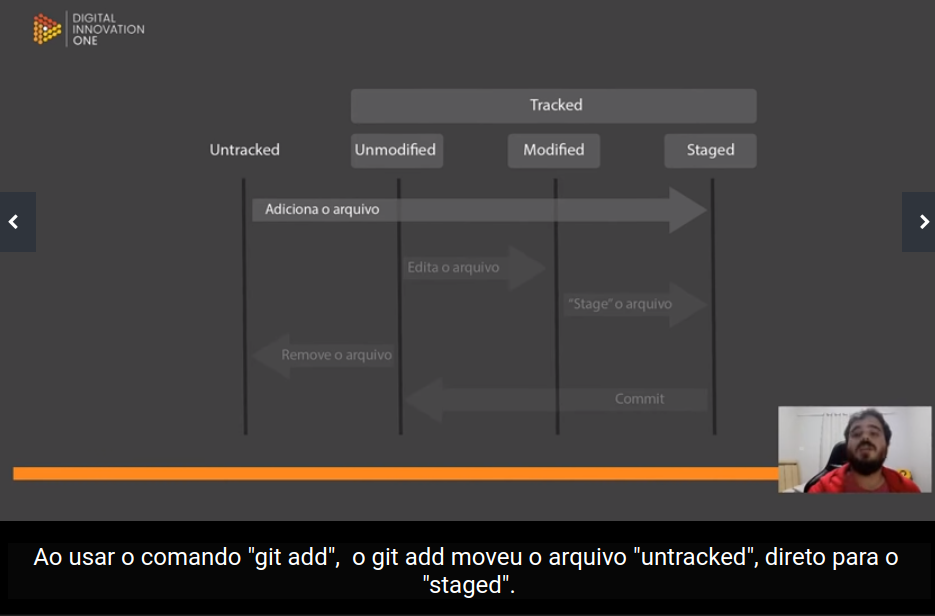 DIGITAL
INNOVATION
ONE
Tracked
Untracked
Unmodified
Modified
Staged
Adiciona o arquivo
Edita o arquivo
“Stage” o arquivo
Remove o arquivo
Commit
Ao usar o comando "git add",  o git add moveu o arquivo "untracked", direto para o
"staged".